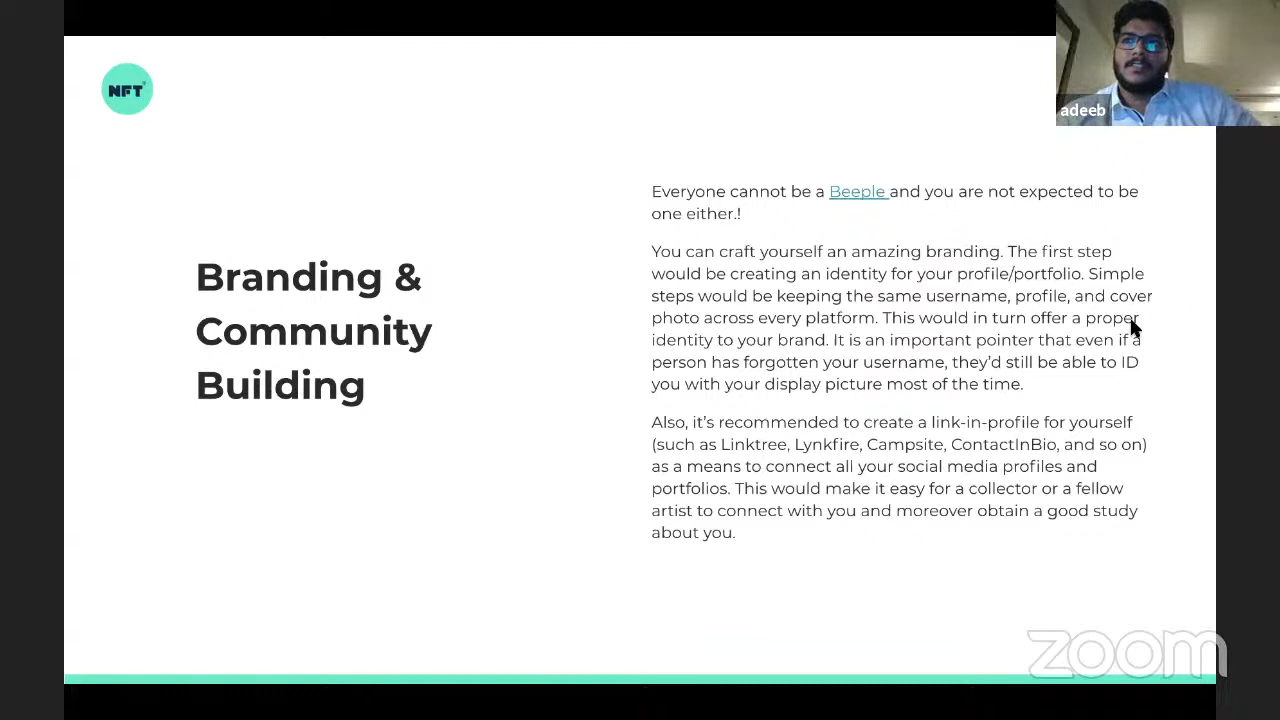 NFT
adeeb
Branding &
Community
Building
Everyone cannot be a Beeple and you are not expected to be
one either.!
You can craft yourself an amazing branding. The first step
would be creating an identity for your profile/portfolio. Simple
steps would be keeping the same username, profile, and cover
photo across every platform. This would in turn offer a proper
identity to your brand. It is an important pointer that even if a
person has forgotten your username, they'd still be able to ID
you with your display picture most of the time.
Also, it's recommended to create a link-in-profile for yourself
(such as Linktree, Lynkfire, Campsite, ContactInBio, and so on)
as a means to connect all your social media profiles and
portfolios. This would make it easy for a collector or a fellow
artist to connect with you and moreover obtain a good study
about you.
zoom